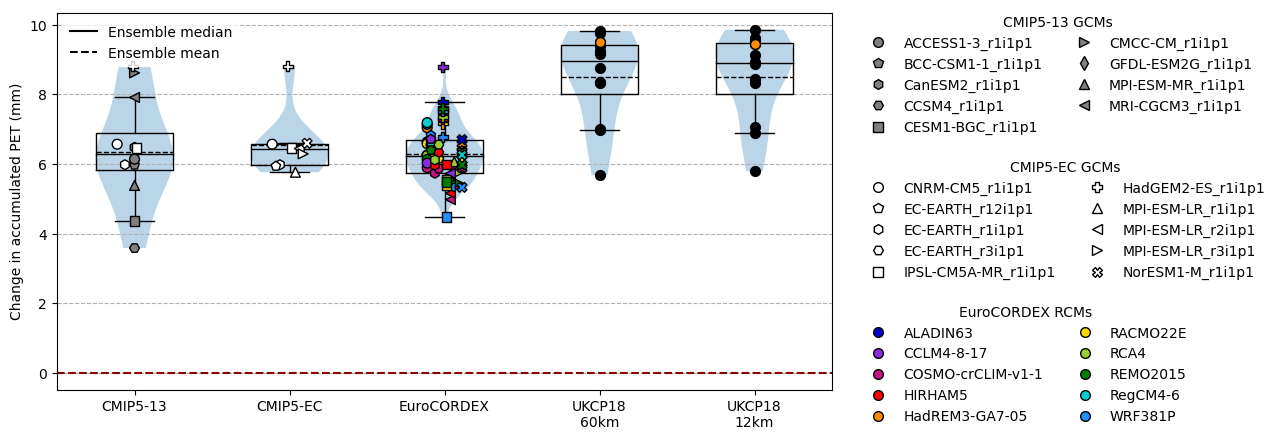 Change in accumulated PET (mm)
10
8
6
4
2
0
Ensemble median
Ensemble mean
CMIP5-13
CMIP5-EC
EuroCORDEX
UKCP18
60km
UKCP18
12km
CMIP5-13 GCMs
ACCESS1-3_r1i1p1
BCC-CSM1-1_r1i1p1
CanESM2_r1i1p1
CCSM4_r1i1p1
CESM1-BGC_r1i1p1
CMCC-CM_r1i1p1
GFDL-ESM2G_r1i1p1
MPI-ESM-MR_r1i1p1
MRI-CGCM3_r1i1p1
CMIP5-EC GCMs
CNRM-CM5_r1i1p1
EC-EARTH_r12i1p1
EC-EARTH_r1i1p1
EC-EARTH_r3i1p1
IPSL-CM5A-MR_r1i1p1
HadGEM2-ES_r1i1p1
MPI-ESM-LR_r1i1p1
MPI-ESM-LR_r2i1p1
MPI-ESM-LR_r3i1p1
NorESM1-M_r1i1p1
EuroCORDEX RCMs
ALADIN63
CCLM4-8-17
COSMO-crCLIM-v1-1
HIRHAM5
HadREM3-GA7-05
RACMO22E
RCA4
REMO2015
RegCM4-6
WRF381P